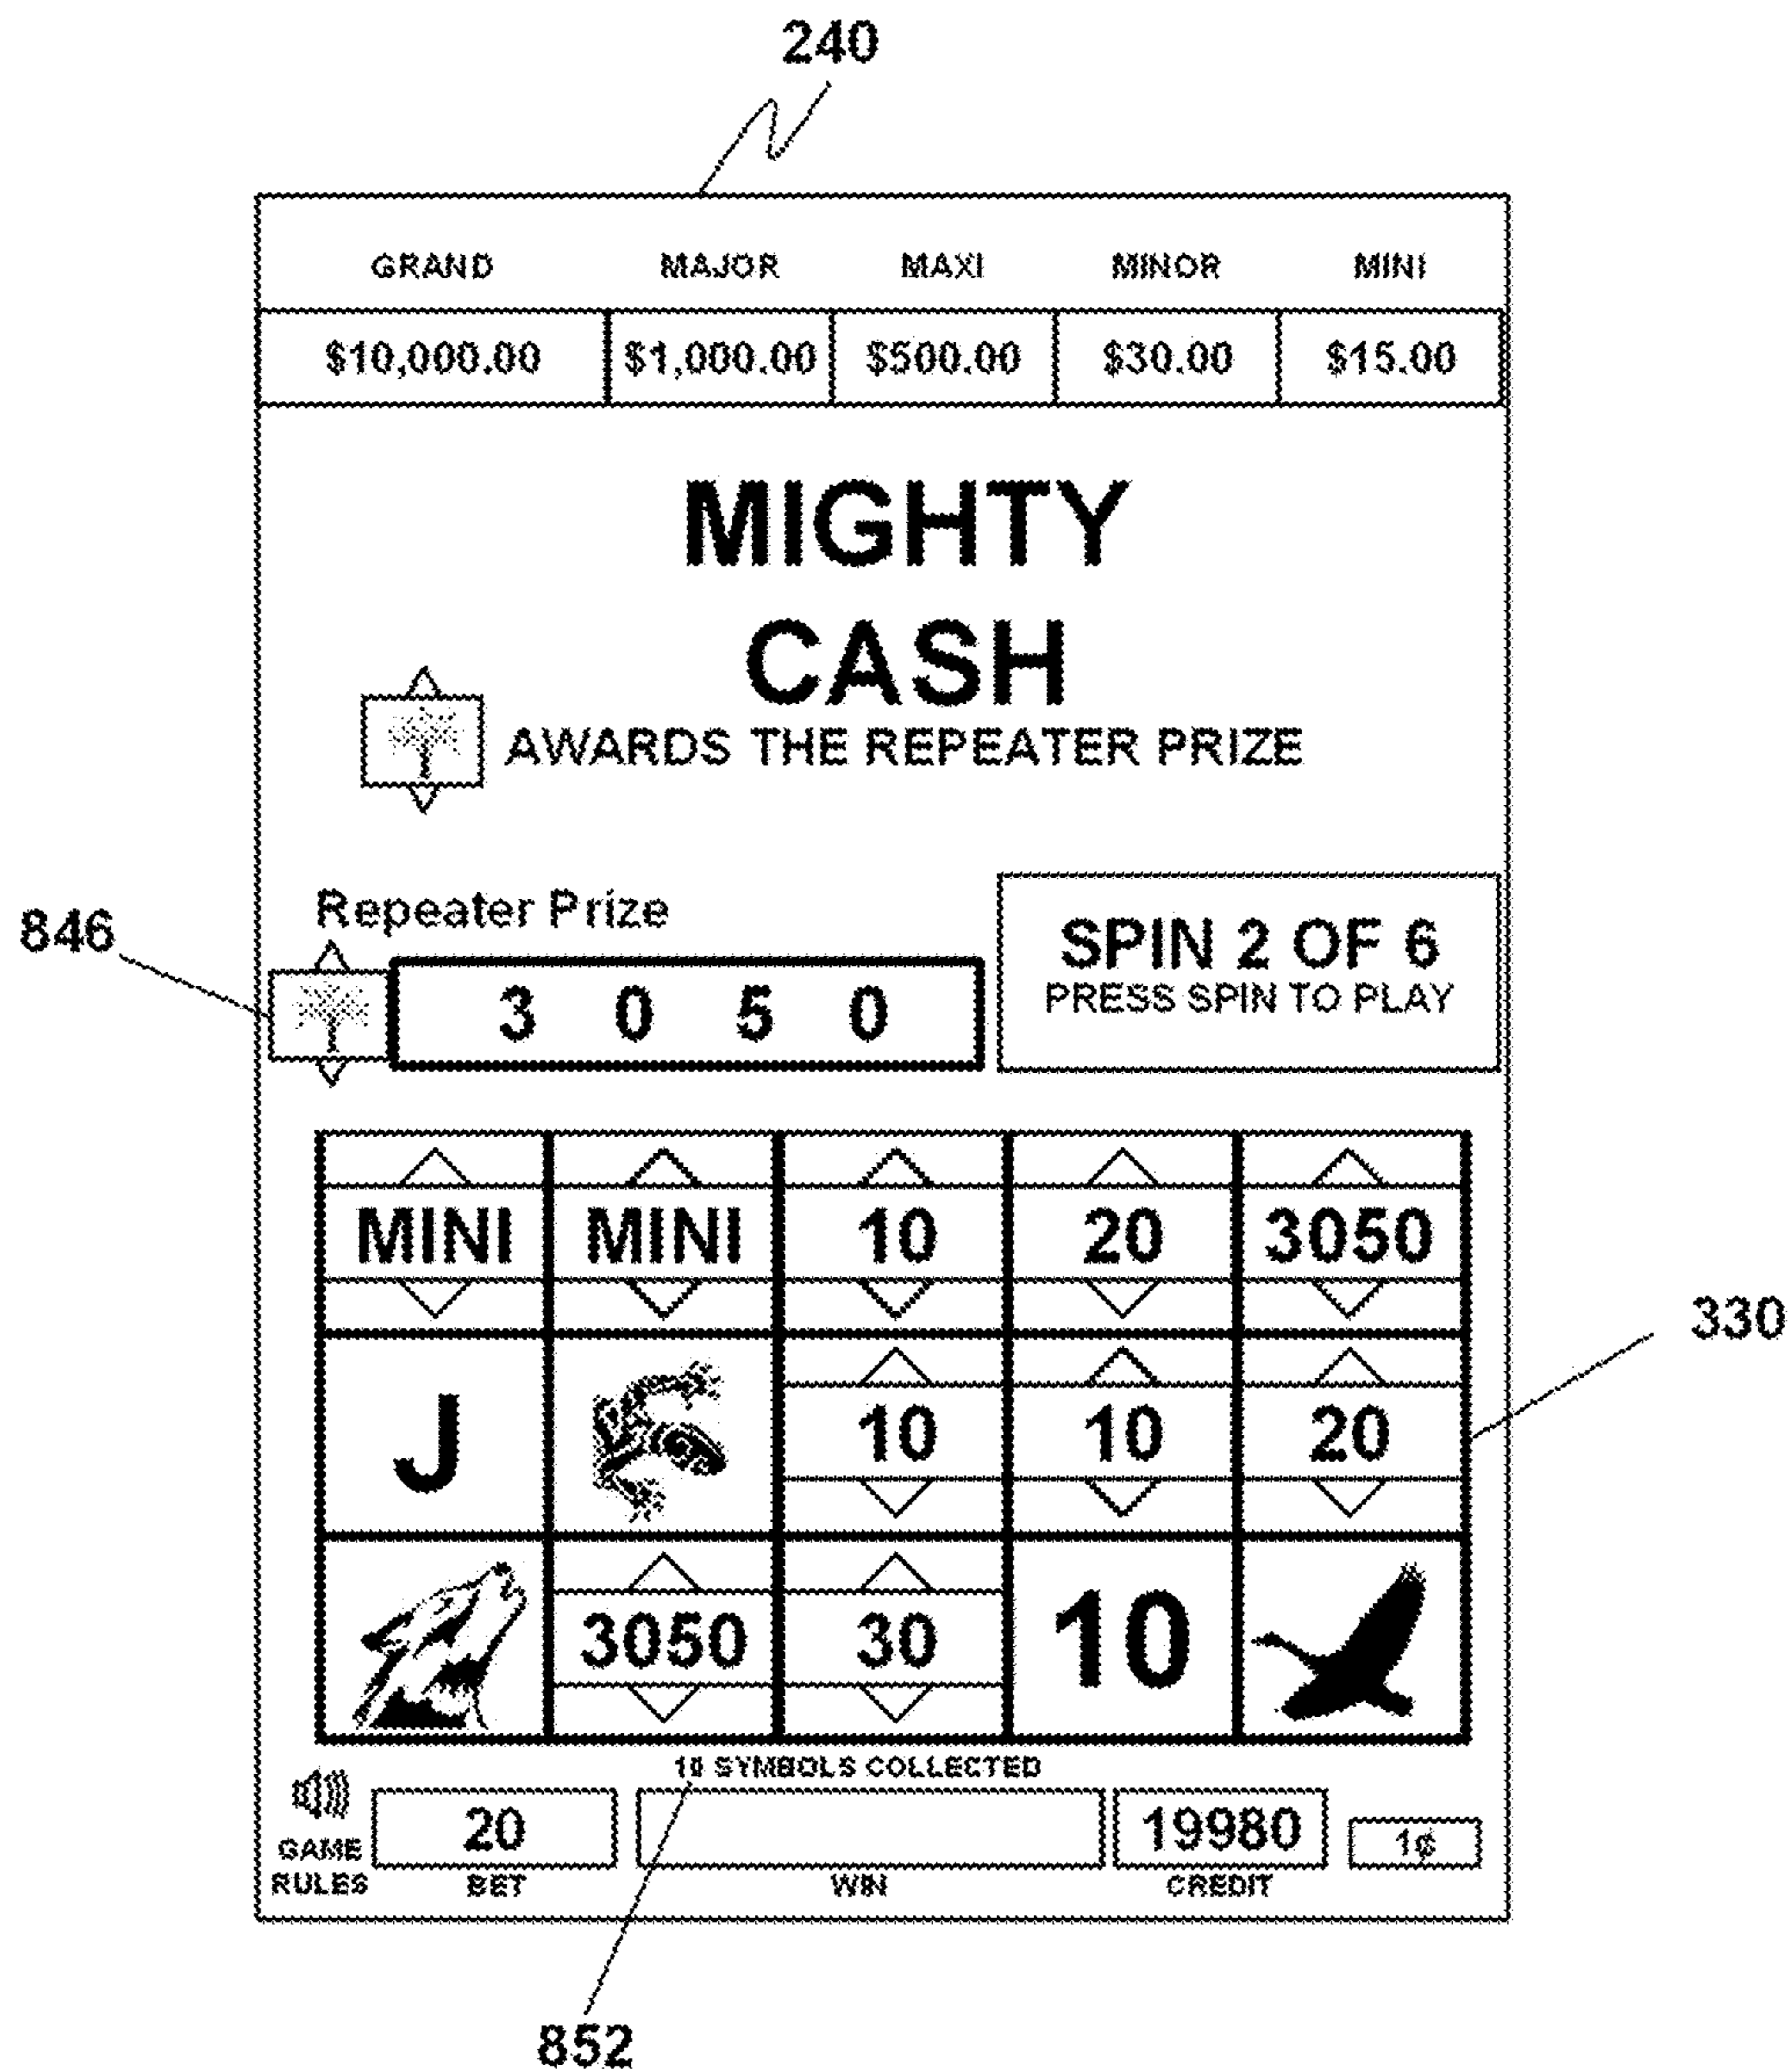 240
GRAND MAJOR MAXI MINOR MINI
$10,000.00 $1,000.00 $500.00 $30.00 $15.00
MIGHTY
CASH
AWARDS THE REPEATER PRIZE
Repeater Prize
846
3 0 5 0
SPIN 2 OF 6
PRESS SPIN TO PLAY
MINI MINI 10 20 3050
330
J 10 10 20
3050 30 10
10 SYMBOLS COLLECTED
20 19980 1¢
GAME
RULES BET WIN CREDIT
852